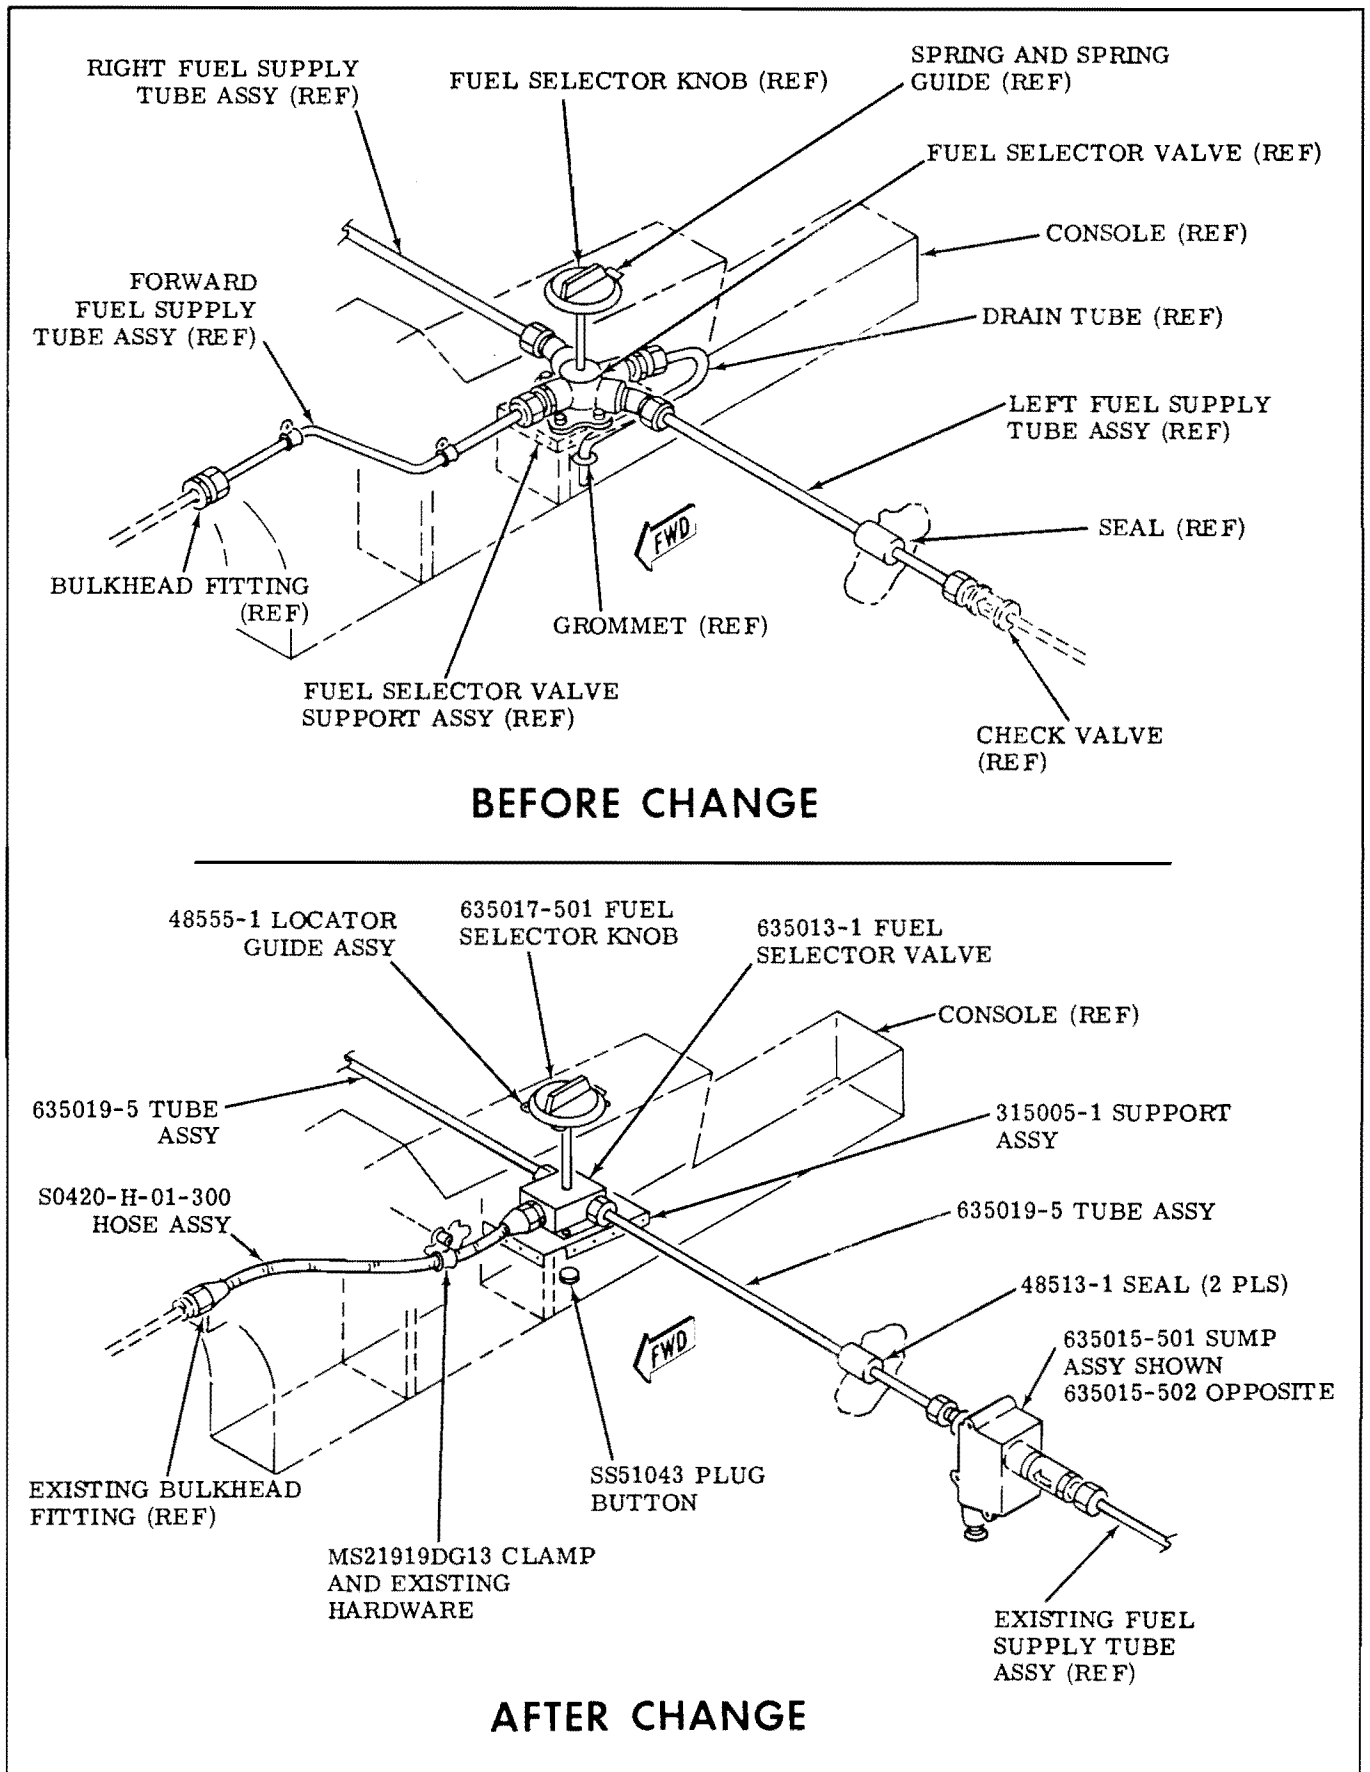 RIGHT FUEL SUPPLY
TUBE ASSY (REF)
FUEL SELECTOR KNOB (REF)
SPRING AND SPRING
GUIDE (REF)
FUEL SELECTOR VALVE (REF)
CONSOLE (REF)
FORWARD
FUEL SUPPLY
TUBE ASSY (REF)
DRAIN TUBE (REF)
LEFT FUEL SUPPLY
TUBE ASSY (REF)
SEAL (REF)
FWD
BULKHEAD FITTING
(REF)
GROMMET (REF)
FUEL SELECTOR VALVE
SUPPORT ASSY (REF)
CHECK VALVE
(REF)
BEFORE CHANGE
48555-1 LOCATOR
GUIDE ASSY
635017-501 FUEL
SELECTOR KNOB
635013-1 FUEL
SELECTOR VALVE
CONSOLE (REF)
635019-5 TUBE
ASSY
315005-1 SUPPORT
ASSY
S0420-H-01-300
HOSE ASSY
635019-5 TUBE ASSY
48513-1 SEAL (2 PLS)
FWD
635015-501 SUMP
ASSY SHOWN
635015-502 OPPOSITE
EXISTING BULKHEAD
FITTING (REF)
SS51043 PLUG
BUTTON
MS21919DG13 CLAMP
AND EXISTING
HARDWARE
EXISTING FUEL
SUPPLY TUBE
ASSY (REF)
AFTER CHANGE